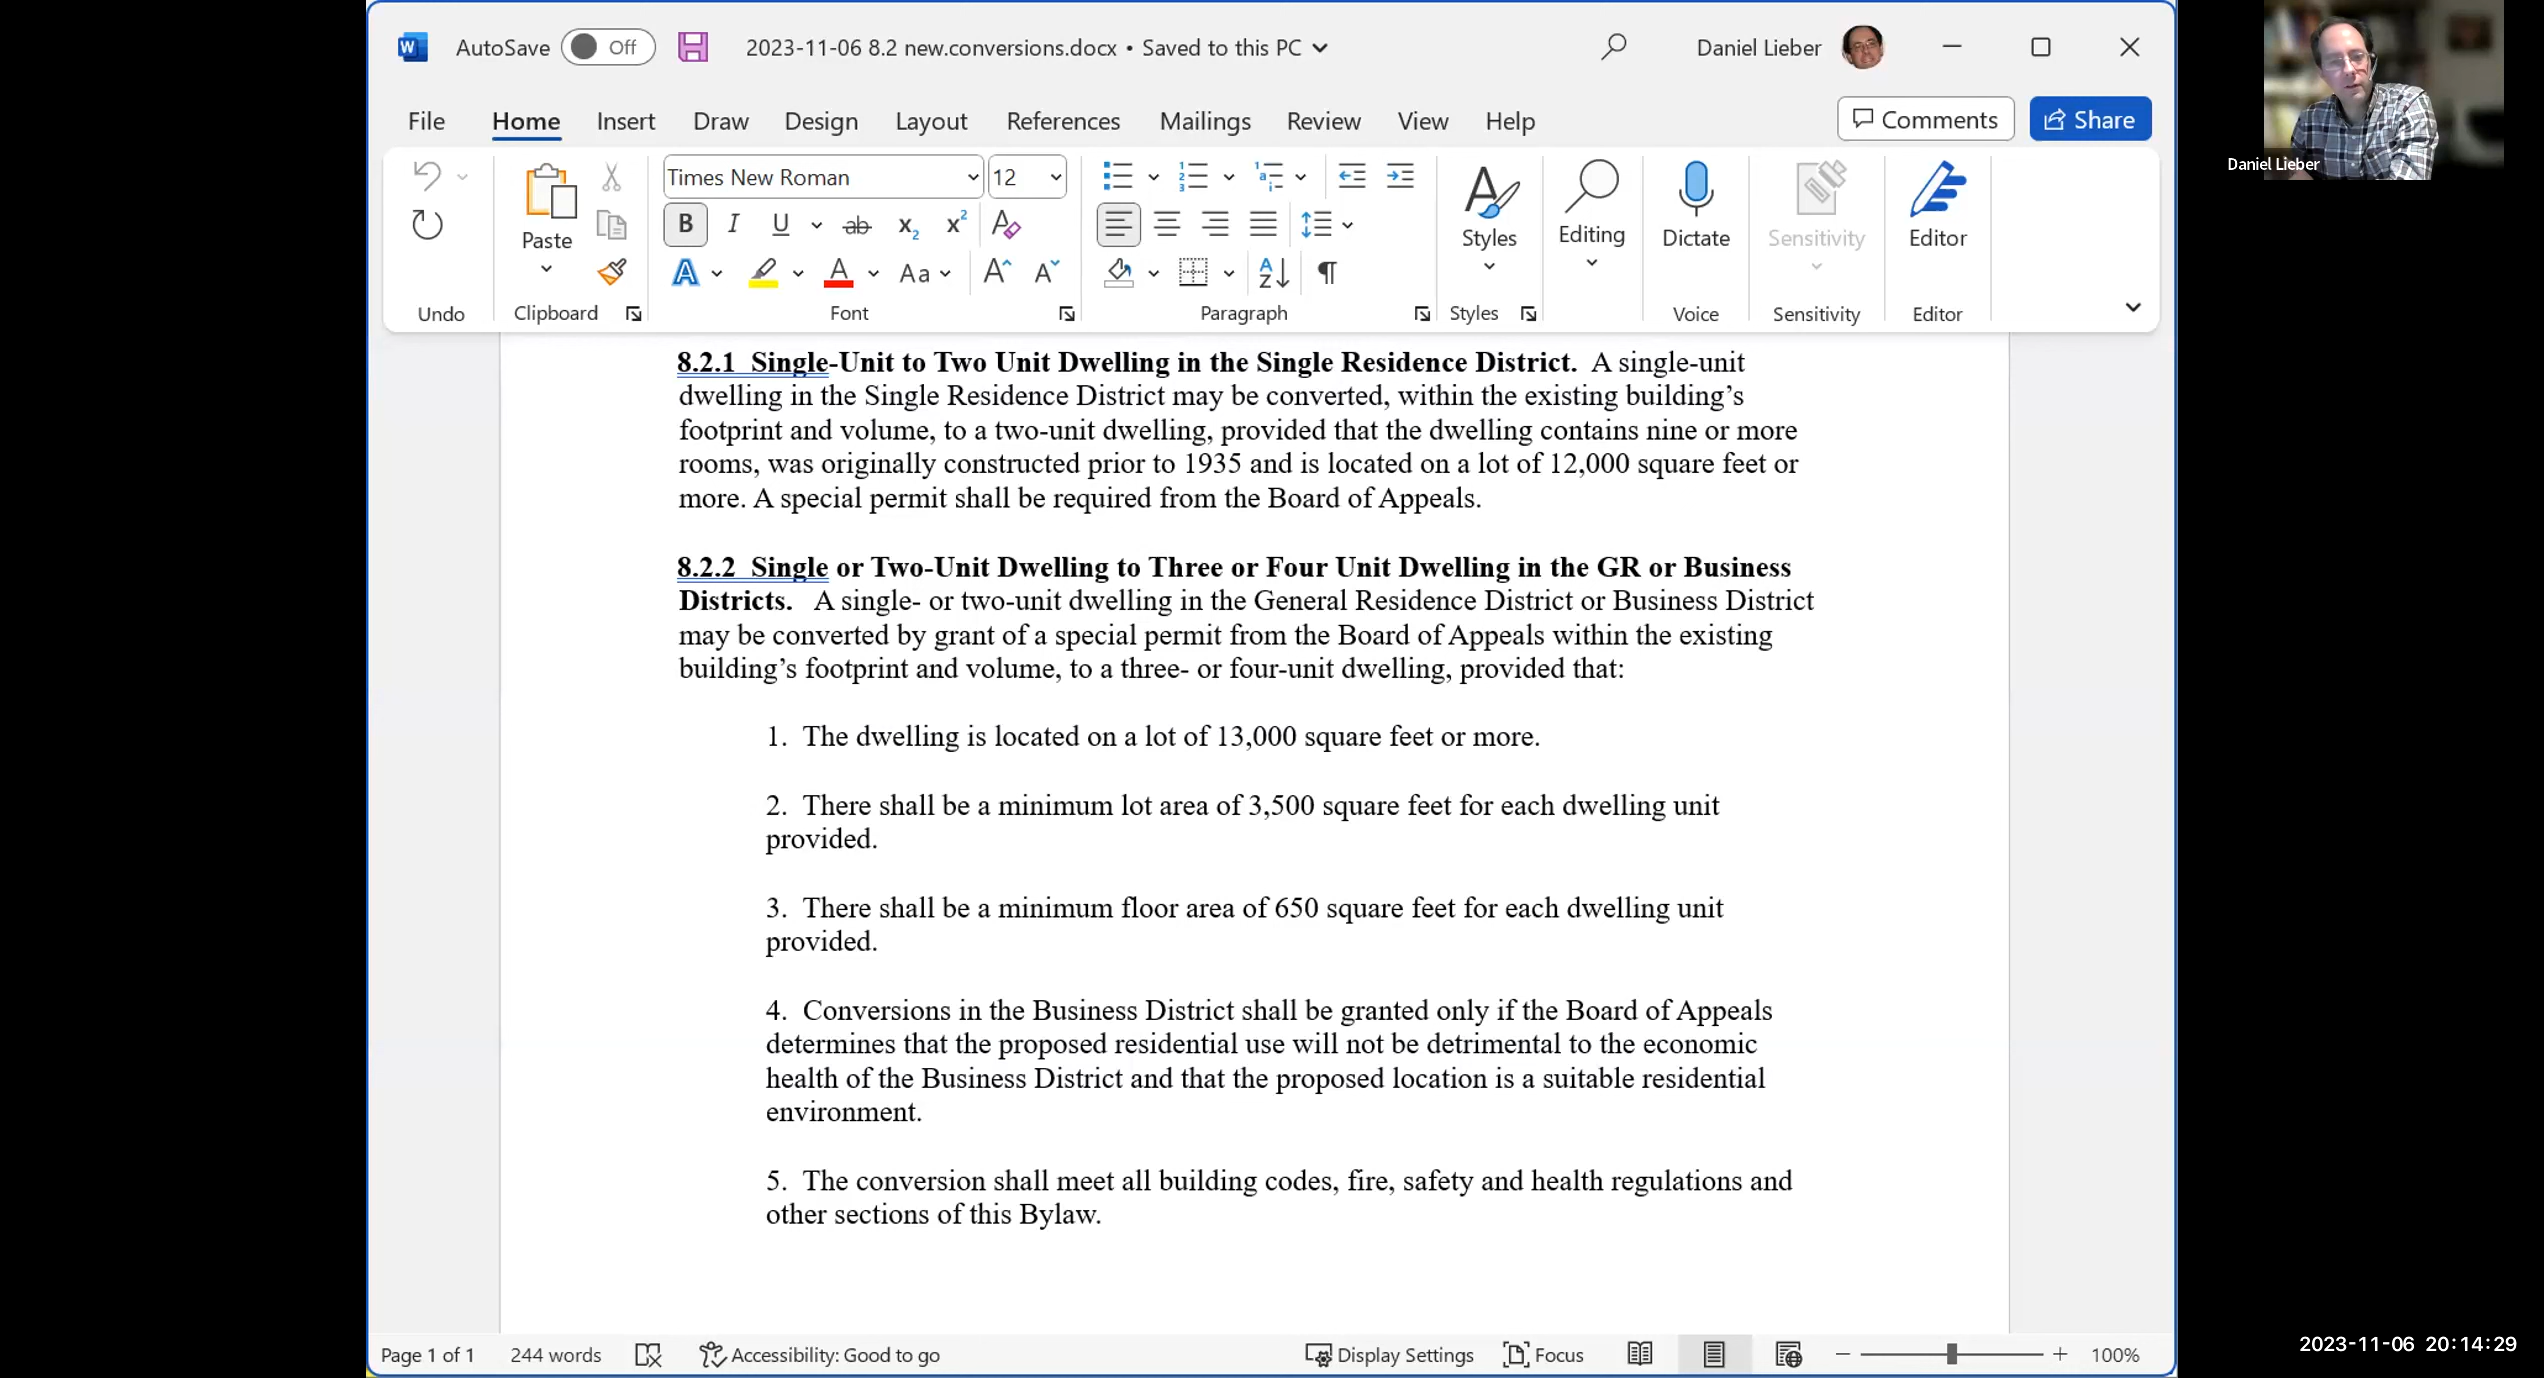 AutoSave Off 2023-11-06 8.2 new.conversions.docx • Saved to this PC Daniel Lieber
File Home Insert Draw Design Layout References Mailings Review View Help Comments Share
Daniel Lieber
Times New Roman 12
Paste
B I U ab x2 x2 A
Styles Editing Dictate Sensitivity Editor
A A Aa A A A Z ¶
Undo Clipboard Font Paragraph Styles Voice Sensitivity Editor
8.2.1 Single-Unit to Two Unit Dwelling in the Single Residence District. A single-unit
dwelling in the Single Residence District may be converted, within the existing building’s
footprint and volume, to a two-unit dwelling, provided that the dwelling contains nine or more
rooms, was originally constructed prior to 1935 and is located on a lot of 12,000 square feet or
more. A special permit shall be required from the Board of Appeals.
8.2.2 Single or Two-Unit Dwelling to Three or Four Unit Dwelling in the GR or Business
Districts. A single- or two-unit dwelling in the General Residence District or Business District
may be converted by grant of a special permit from the Board of Appeals within the existing
building’s footprint and volume, to a three- or four-unit dwelling, provided that:
1. The dwelling is located on a lot of 13,000 square feet or more.
2. There shall be a minimum lot area of 3,500 square feet for each dwelling unit
provided.
3. There shall be a minimum floor area of 650 square feet for each dwelling unit
provided.
4. Conversions in the Business District shall be granted only if the Board of Appeals
determines that the proposed residential use will not be detrimental to the economic
health of the Business District and that the proposed location is a suitable residential
environment.
5. The conversion shall meet all building codes, fire, safety and health regulations and
other sections of this Bylaw.
Page 1 of 1 244 words Accessibility: Good to go Display Settings Focus 100%
2023-11-06 20:14:29